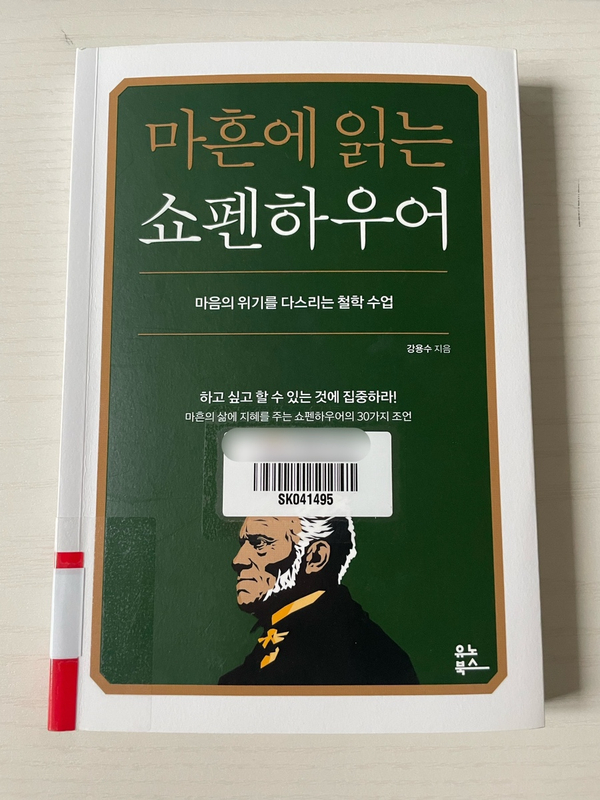 마흔에 읽는
쇼펜하우어
마음의 위기를 다스리는 철학 수업
강용수 지음
하고 싶고 할 수 있는 것에 집중하라!
마흔의 삶에 지혜를 주는 쇼펜하우어의 30가지 조언
SK041495
유노
북스